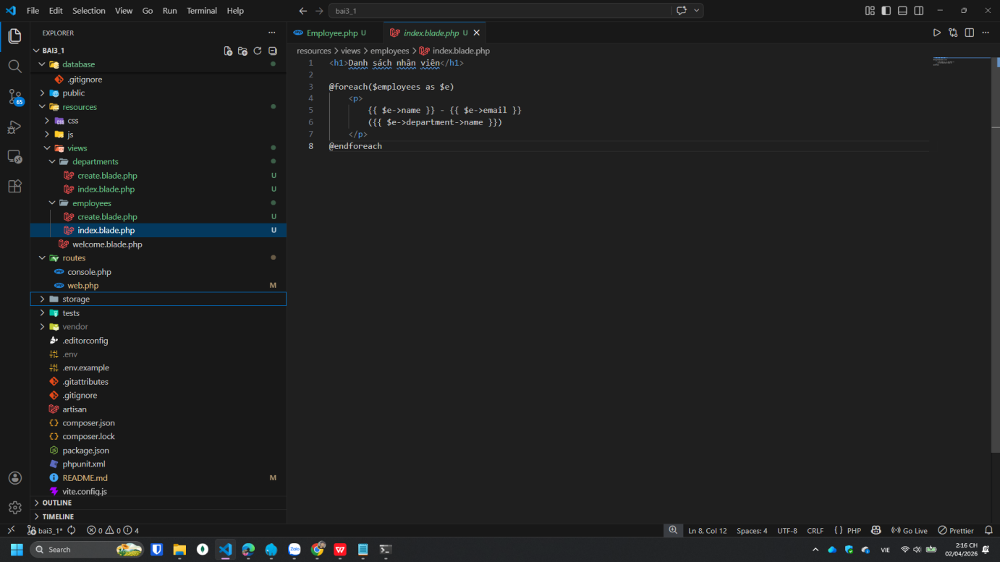 File Edit Selection View Go Run Terminal Help
bai3_1
EXPLORER
BAI3_1
database
.gitignore
public
resources
css
js
views
departments
create.blade.php U
index.blade.php U
employees
create.blade.php U
index.blade.php U
welcome.blade.php
routes
console.php
web.php M
storage
tests
vendor
.editorconfig
.env
.env.example
.gitattributes
.gitignore
artisan
composer.json
composer.lock
package.json
phpunit.xml
README.md M
vite.config.js
OUTLINE
TIMELINE
65
Employee.php U
index.blade.php U
resources > views > employees > index.blade.php
1 <h1>Danh sách nhân viên</h1>
2
3 @foreach($employees as $e)
4 <p>
5 {{ $e->name }} - {{ $e->email }}
6 ({{ $e->department->name }})
7 </p>
8 @endforeach
bai3_1* 0 0 4
Ln 8, Col 12 Spaces: 4 UTF-8 CRLF { } PHP Go Live Prettier
Search
Zalo
VIE
2:16 CH
02/04/2026